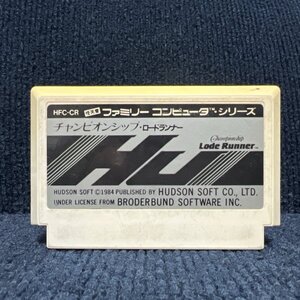 HFC-CR ファミリー コンピュータ™シリーズ
チャンピオンシップ・ロードランナー
Championship
Lode Runner™
HUDSON SOFT © 1984 PUBLISHED BY HUDSON SOFT CO., LTD.
UNDER LICENSE FROM BRODERBUND SOFTWARE INC.